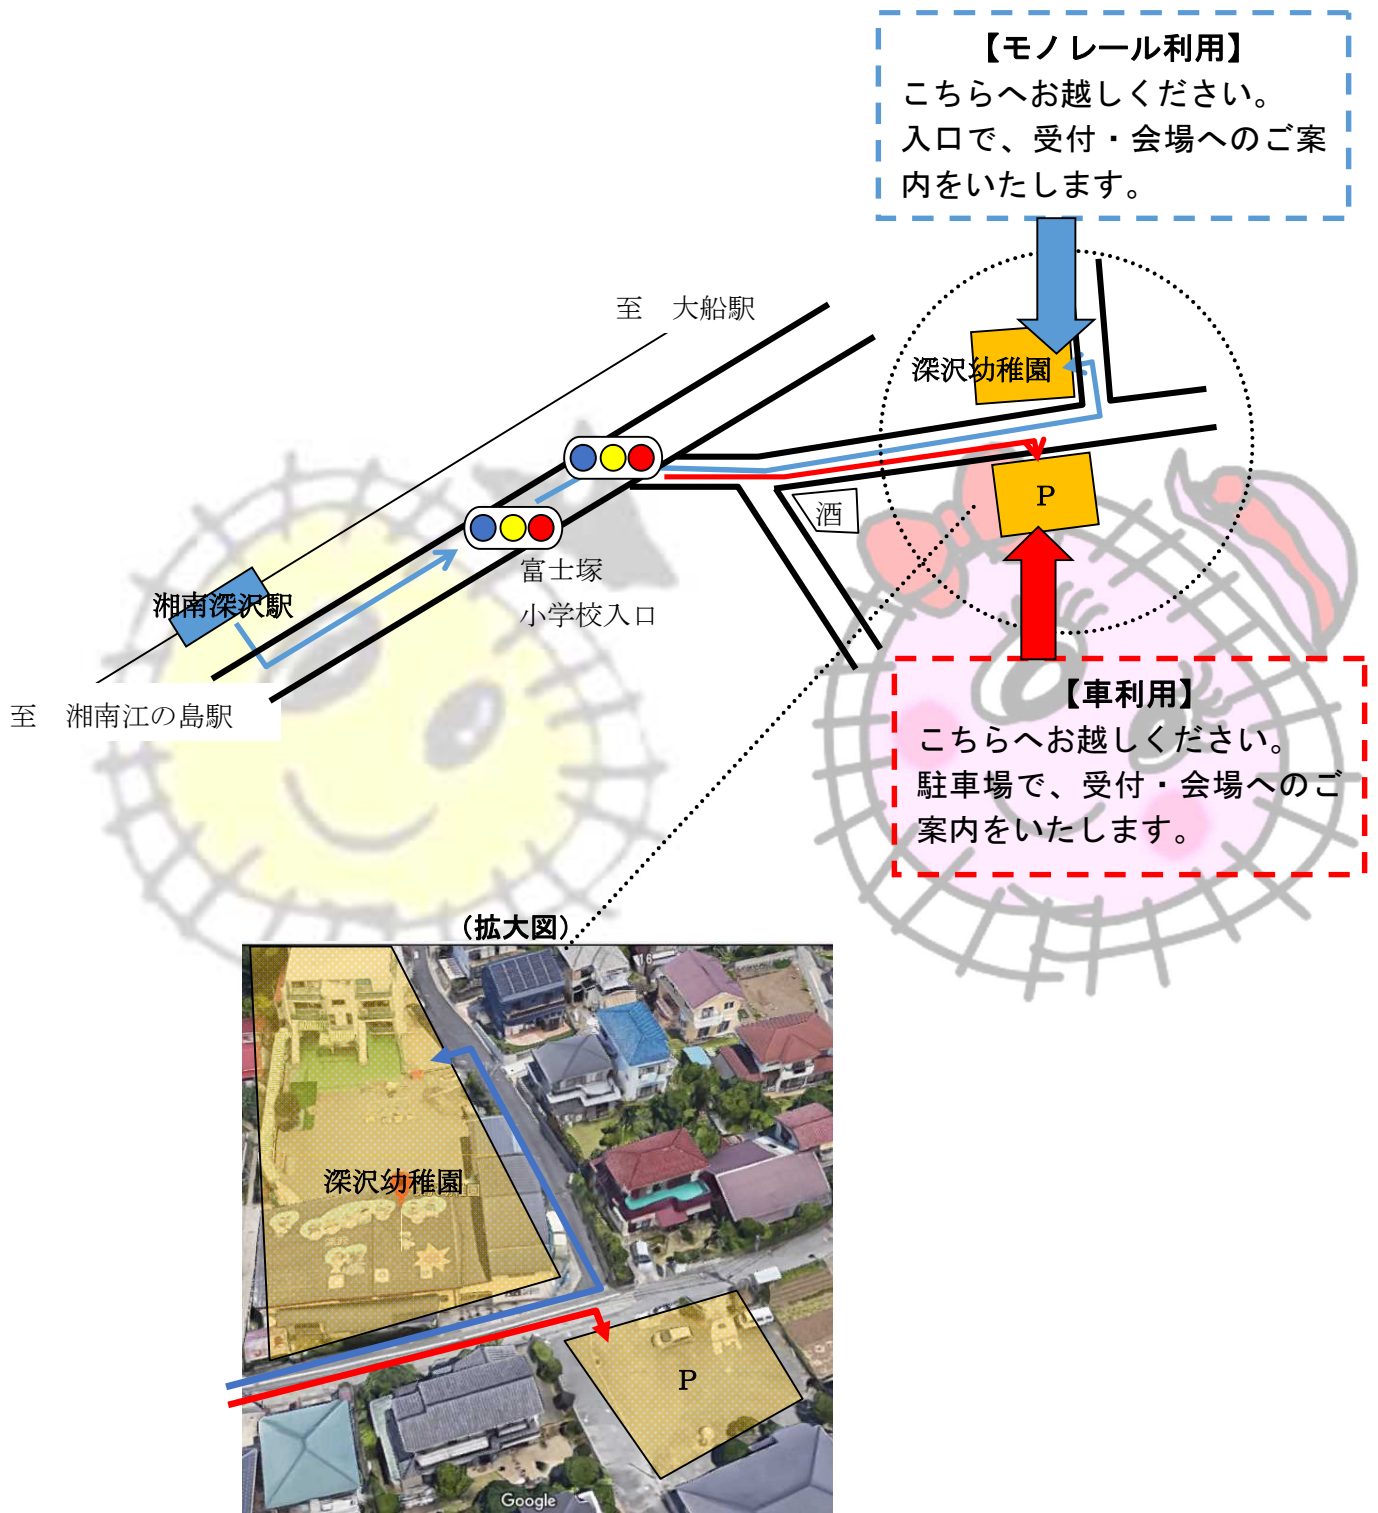 【モノレール利用】
こちらへお越しください。
入口で、受付・会場へのご案
内をいたします。
至　大船駅
深沢幼稚園
P
酒
富士塚
小学校入口
湘南深沢駅
至　湘南江の島駅
【車利用】
こちらへお越しください。
駐車場で、受付・会場へのご
案内をいたします。
（拡大図）
深沢幼稚園
P
Google